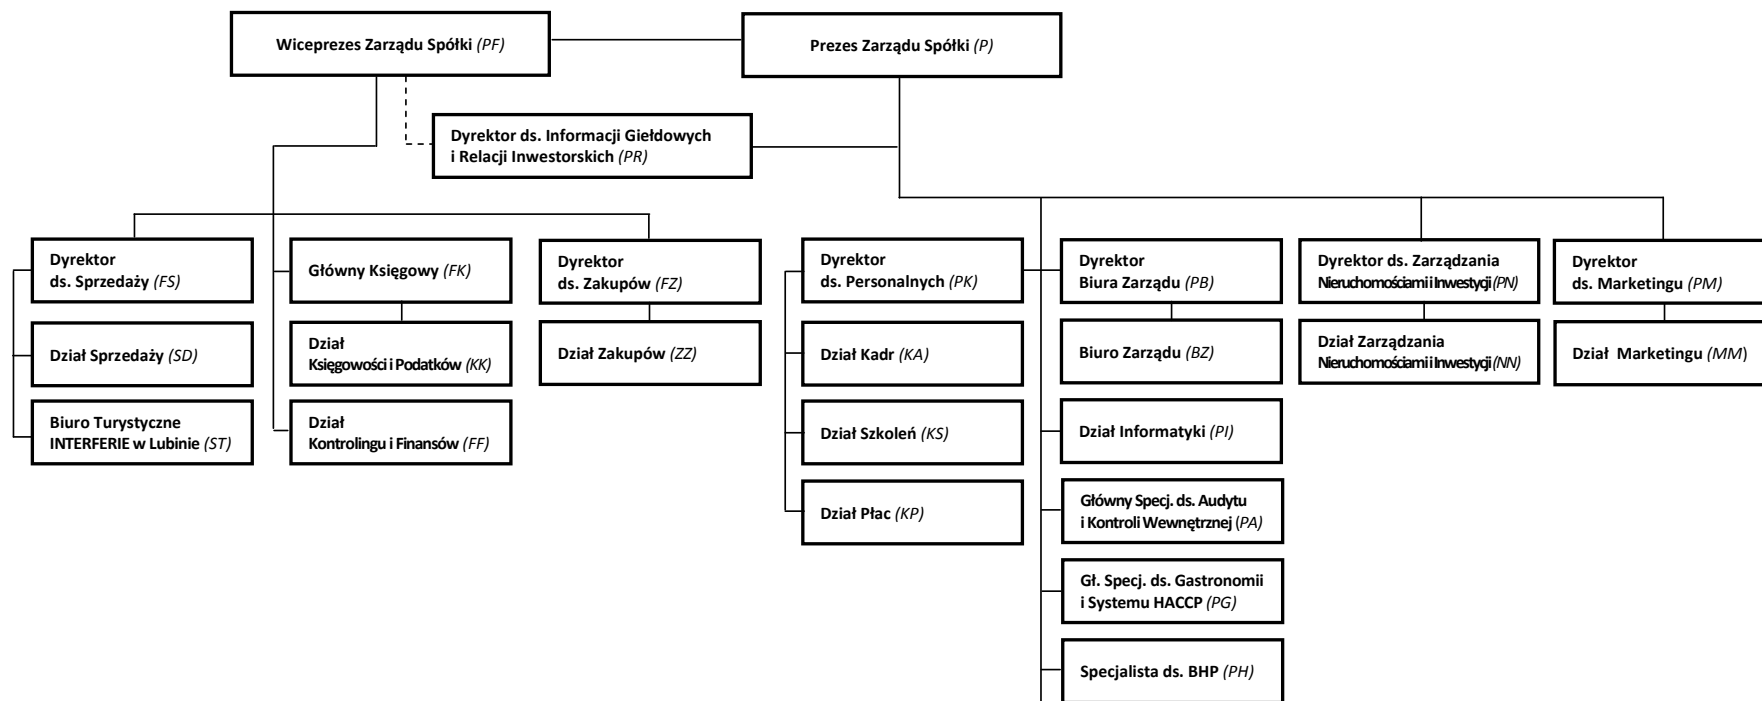 Wiceprezes Zarządu Spółki (PF)
Prezes Zarządu Spółki (P)
Dyrektor ds. Informacji Giełdowych
i Relacji Inwestorskich (PR)
Dyrektor
ds. Sprzedaży (FS)
Główny Księgowy (FK)
Dyrektor
ds. Zakupów (FZ)
Dyrektor
ds. Personalnych (PK)
Dyrektor
Biura Zarządu (PB)
Dyrektor ds. Zarządzania
Nieruchomościami i Inwestycji (PN)
Dyrektor
ds. Marketingu (PM)
Dział Sprzedaży (SD)
Dział
Księgowości i Podatków (KK)
Dział Zakupów (ZZ)
Dział Kadr (KA)
Biuro Zarządu (BZ)
Dział Zarządzania
Nieruchomościami i Inwestycji (NN)
Dział Marketingu (MM)
Biuro Turystyczne
INTERFERIE w Lubinie (ST)
Dział
Kontrolingu i Finansów (FF)
Dział Szkoleń (KS)
Dział Informatyki (PI)
Dział Płac (KP)
Główny Specj. ds. Audytu
i Kontroli Wewnętrznej (PA)
Gł. Specj. ds. Gastronomii
i Systemu HACCP (PG)
Specjalista ds. BHP (PH)